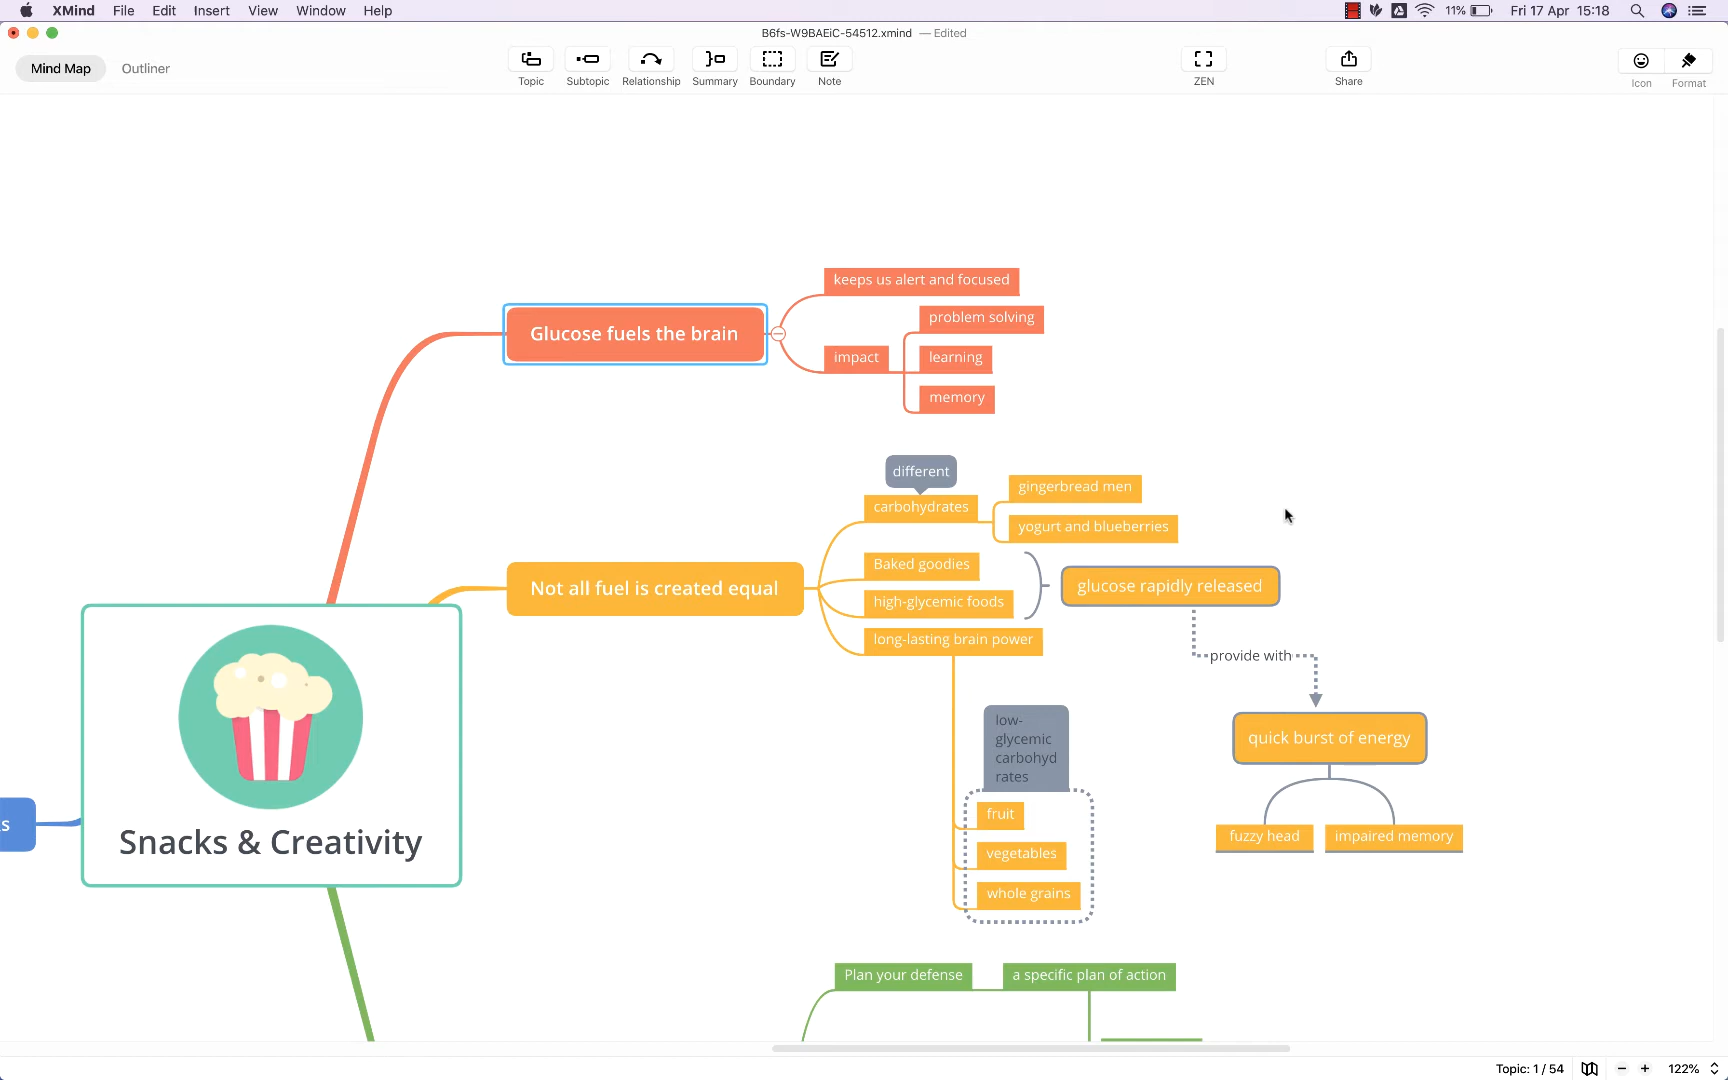 XMind File Edit Insert View Window Help
11% Fri 17 Apr 15:18
B6fs-W9BAEiC-54512.xmind — Edited
Mind Map Outliner
Topic Subtopic Relationship Summary Boundary Note ZEN Share Icon Format
keeps us alert and focused
Glucose fuels the brain
impact
problem solving
learning
memory
different
carbohydrates
gingerbread men
yogurt and blueberries
Not all fuel is created equal
Baked goodies
high-glycemic foods
long-lasting brain power
glucose rapidly released
provide with
quick burst of energy
fuzzy head
impaired memory
low-
glycemic
carbohyd
rates
fruit
vegetables
whole grains
s
Snacks & Creativity
Plan your defense
a specific plan of action
Topic: 1 / 54
122%